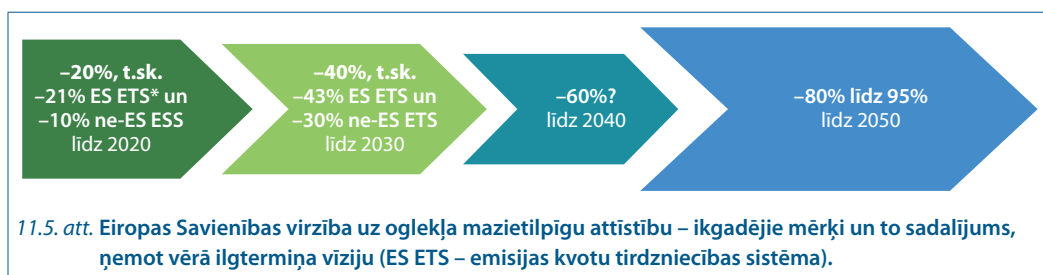 –20%, t.sk.
–21% ES ETS* un
–10% ne-ES ESS
līdz 2020
–40%, t.sk.
–43% ES ETS un
–30% ne-ES ETS
līdz 2030
–60%?
līdz 2040
–80% līdz 95%
līdz 2050
11.5. att. Eiropas Savienības virzība uz oglekļa mazietilpīgu attīstību – ikgadējie mērķi un to sadalījums,
ņemot vērā ilgtermiņa vīziju (ES ETS – emisijas kvotu tirdzniecības sistēma).